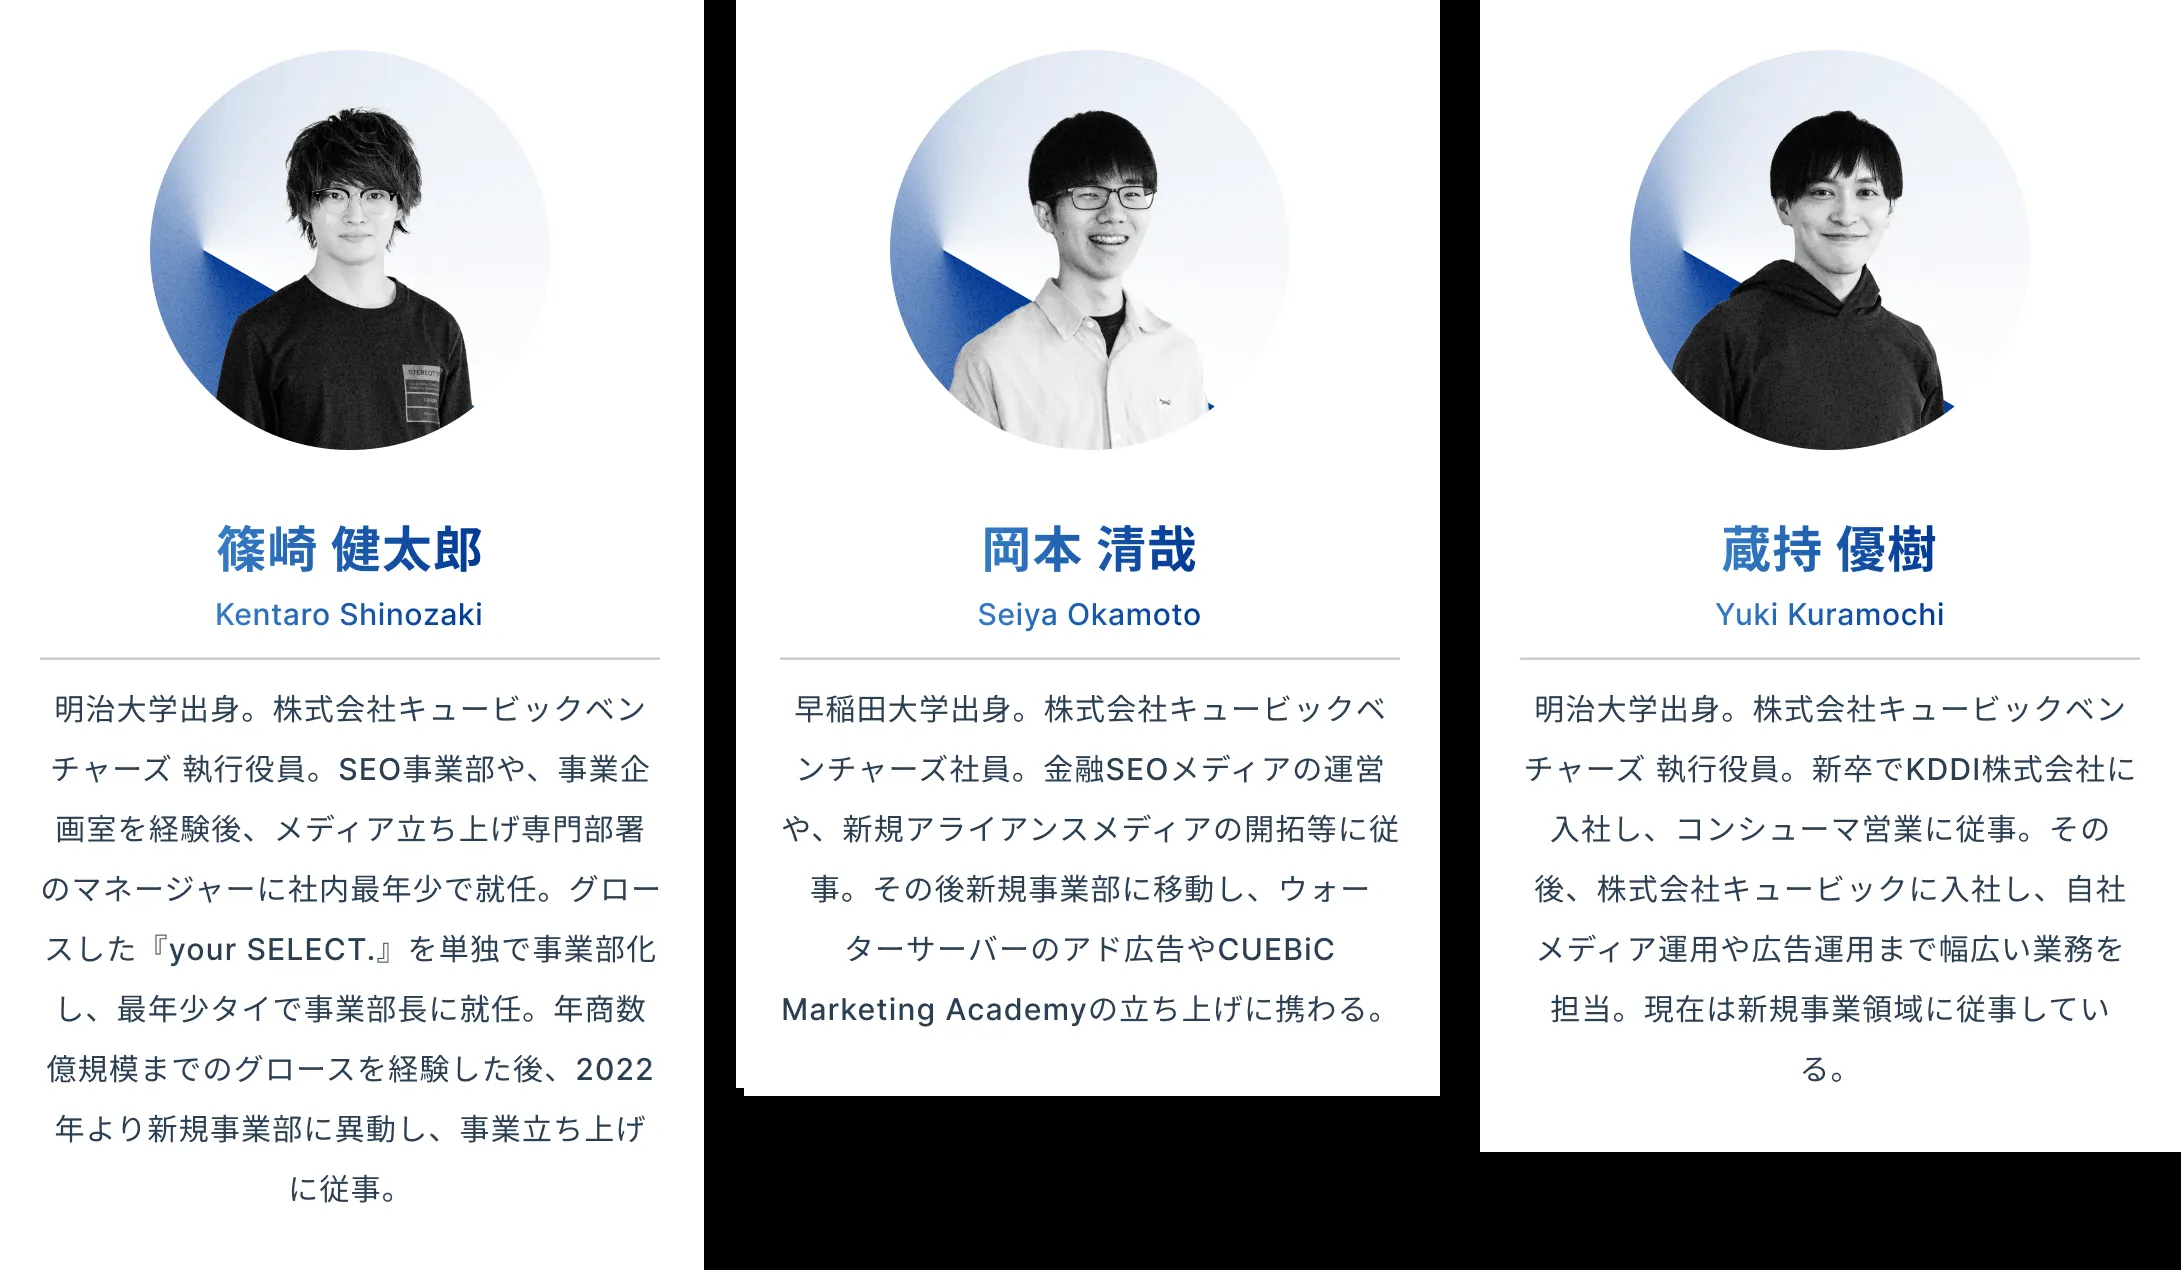 STEREOTY
篠崎 健太郎
Kentaro Shinozaki
明治大学出身。株式会社キュービックベン
チャーズ 執行役員。SEO事業部や、事業企
画室を経験後、メディア立ち上げ専門部署
のマネージャーに社内最年少で就任。グロー
スした『your SELECT.』を単独で事業部化
し、最年少タイで事業部長に就任。年商数
億規模までのグロースを経験した後、2022
年より新規事業部に異動し、事業立ち上げ
に従事。
岡本 清哉
Seiya Okamoto
早稲田大学出身。株式会社キュービックベ
ンチャーズ社員。金融SEOメディアの運営
や、新規アライアンスメディアの開拓等に従
事。その後新規事業部に移動し、ウォー
ターサーバーのアド広告やCUEBiC
Marketing Academyの立ち上げに携わる。
蔵持 優樹
Yuki Kuramochi
明治大学出身。株式会社キュービックベン
チャーズ 執行役員。新卒でKDDI株式会社に
入社し、コンシューマ営業に従事。その
後、株式会社キュービックに入社し、自社
メディア運用や広告運用まで幅広い業務を
担当。現在は新規事業領域に従事してい
る。